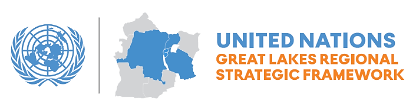 UNITED NATIONS
GREAT LAKES REGIONAL
STRATEGIC FRAMEWORK